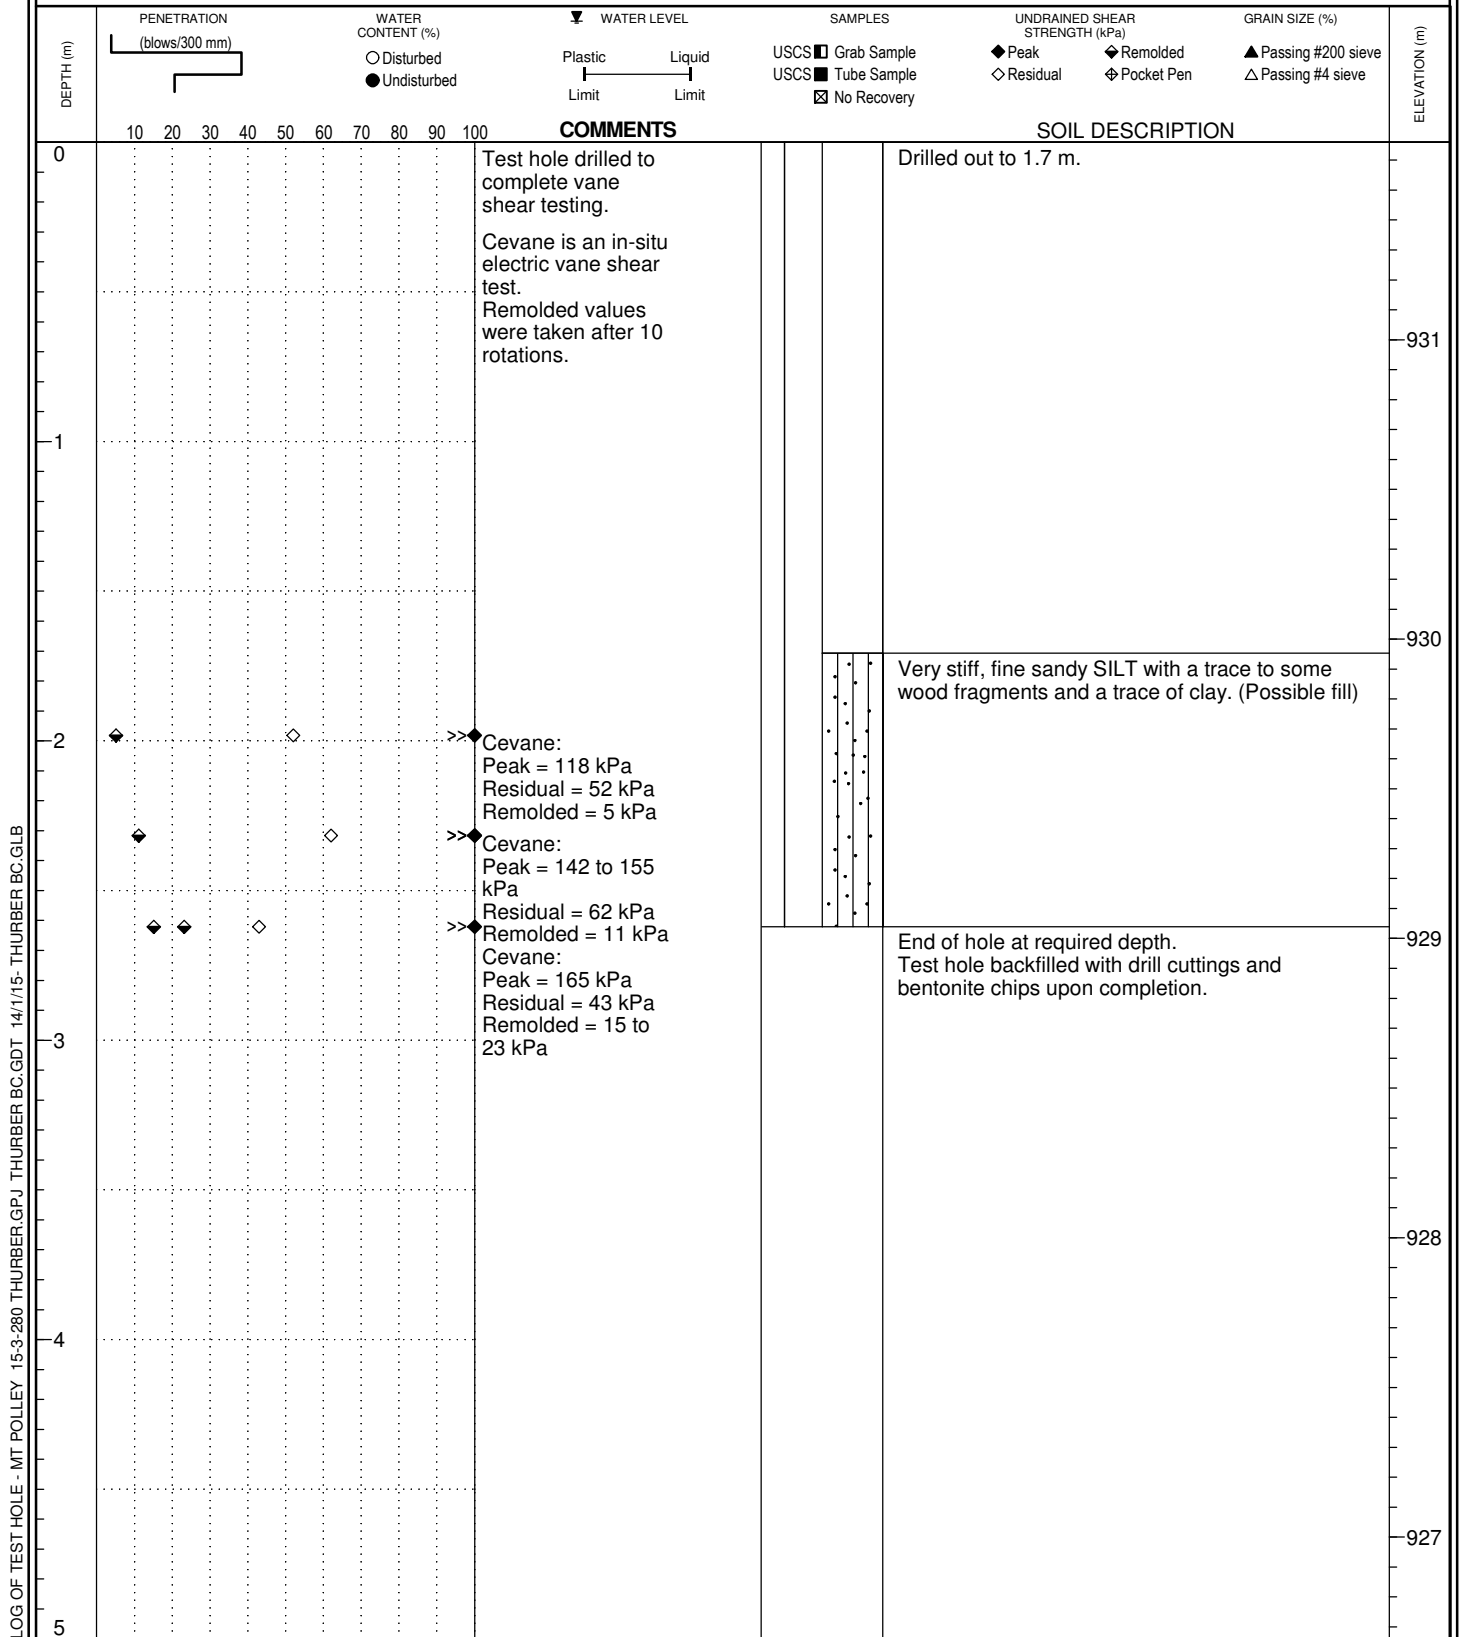 PENETRATION
(blows/300 mm)
WATER
CONTENT (%)
Disturbed
Undisturbed
WATER LEVEL
Plastic Liquid
Limit Limit
SAMPLES
USCS Grab Sample
USCS Tube Sample
No Recovery
UNDRAINED SHEAR
STRENGTH (kPa)
Peak Remolded
Residual Pocket Pen
GRAIN SIZE (%)
Passing #200 sieve
Passing #4 sieve
DEPTH (m)
ELEVATION (m)
10 20 30 40 50 60 70 80 90 100
COMMENTS
SOIL DESCRIPTION
0
1
2
3
4
5
Test hole drilled to
complete vane
shear testing.
Cevane is an in-situ
electric vane shear
test.
Remolded values
were taken after 10
rotations.
>>
Cevane:
Peak = 118 kPa
Residual = 52 kPa
Remolded = 5 kPa
>>
Cevane:
Peak = 142 to 155
kPa
Residual = 62 kPa
Remolded = 11 kPa
>>
Cevane:
Peak = 165 kPa
Residual = 43 kPa
Remolded = 15 to
23 kPa
Drilled out to 1.7 m.
Very stiff, fine sandy SILT with a trace to some
wood fragments and a trace of clay. (Possible fill)
End of hole at required depth.
Test hole backfilled with drill cuttings and
bentonite chips upon completion.
931
930
929
928
927
LOG OF TEST HOLE - MT POLLEY 15-3-280 THURBER.GPJ THURBER BC.GDT 14/1/15- THURBER BC.GLB